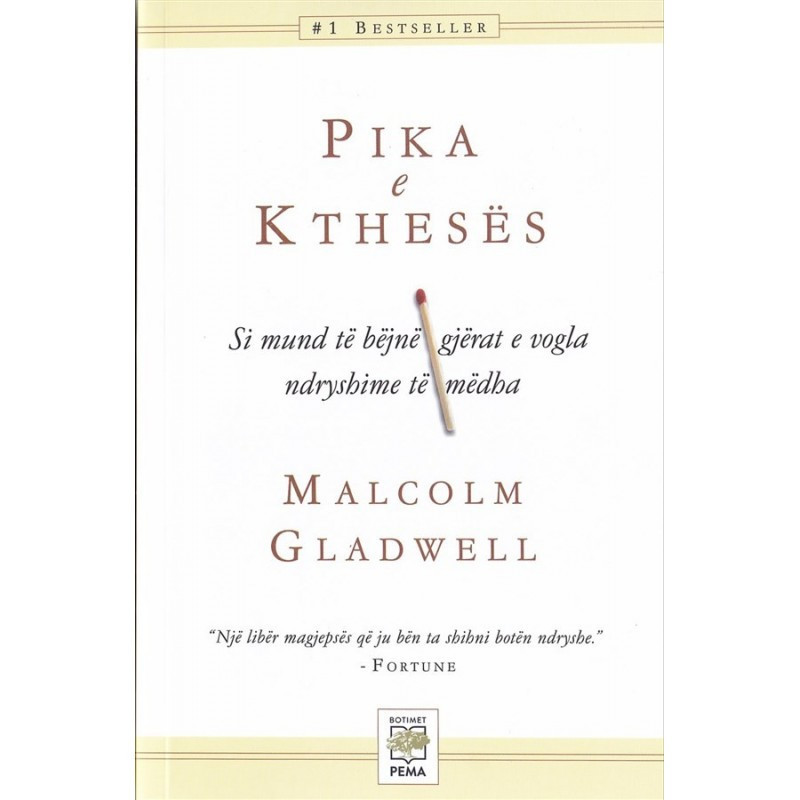 #1 BESTSELLER
PIKA
e
KTHESËS
Si mund të bëjnë gjërat e vogla
ndryshime të mëdha
MALCOLM
GLADWELL
“Një libër magjepsës që ju bën ta shihni botën ndryshe.”
- FORTUNE
BOTIMET
PEMA